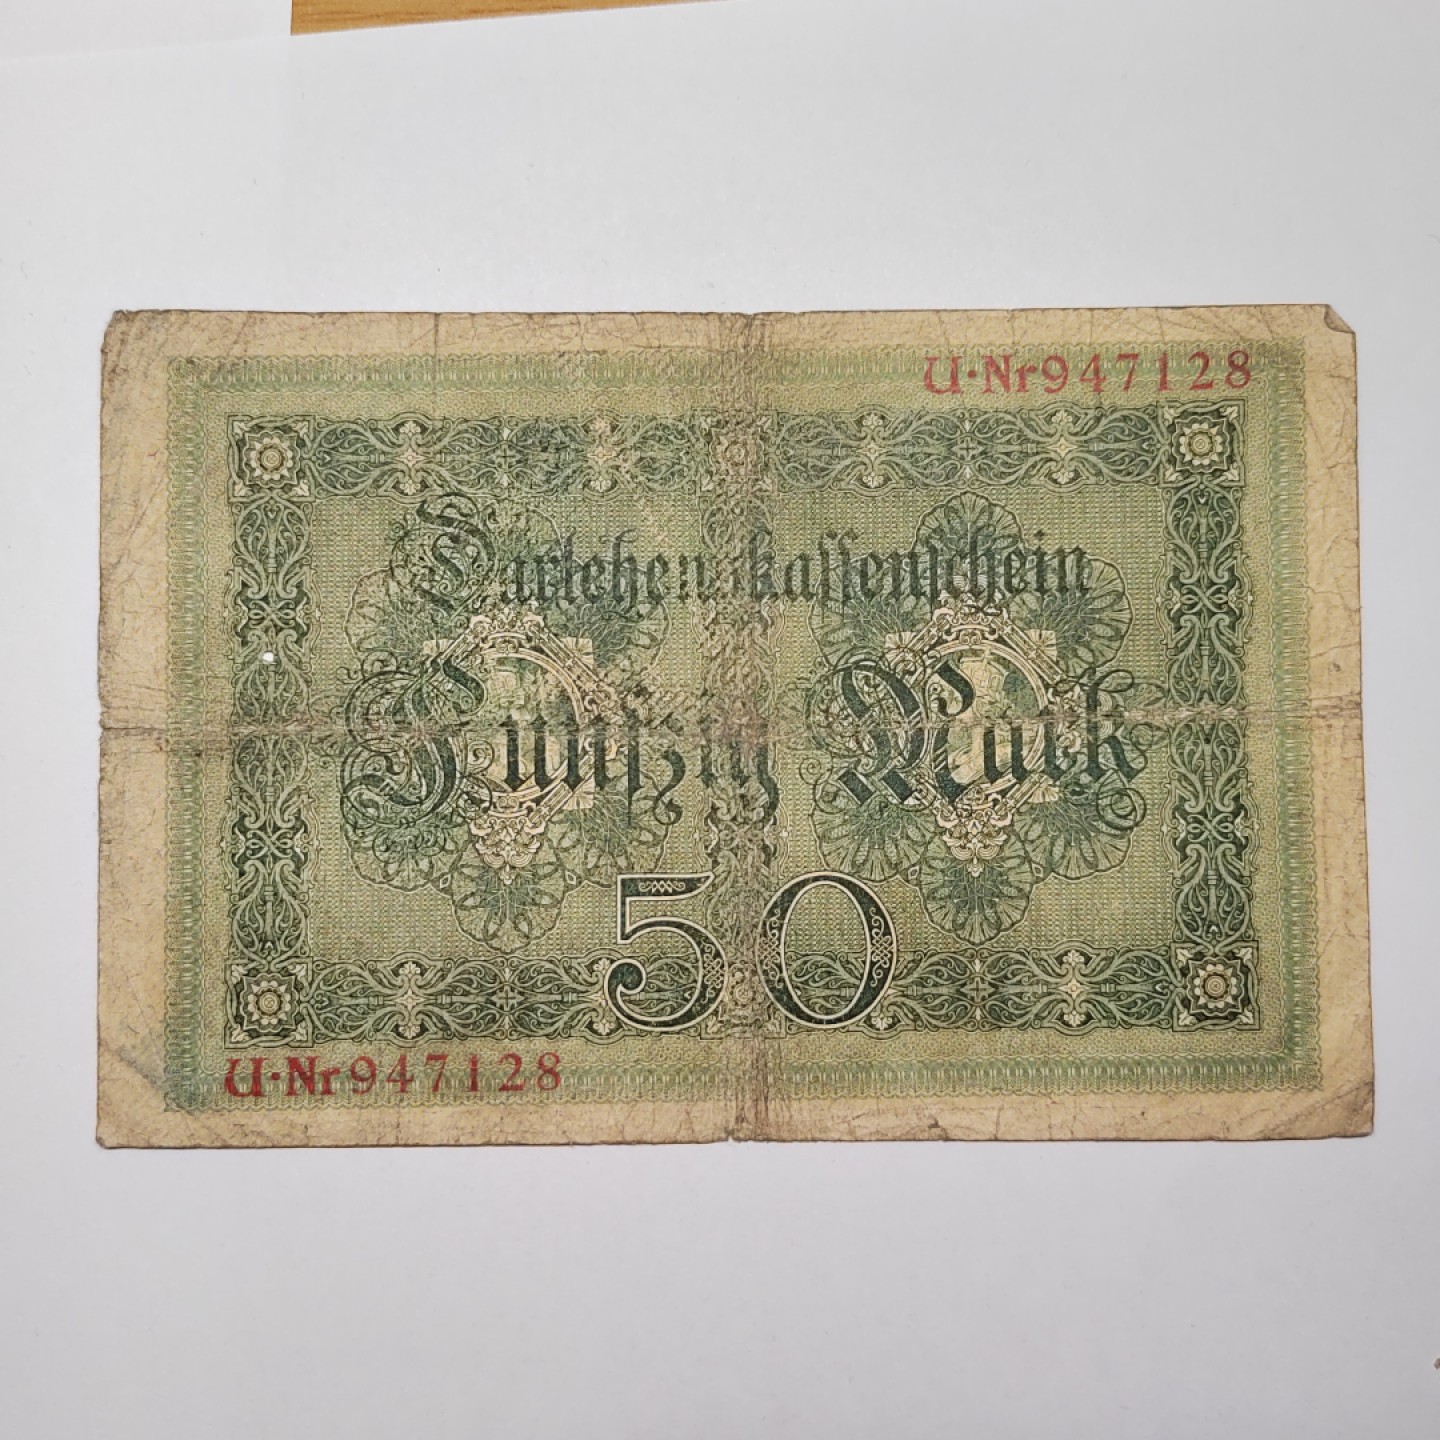 U·Nr947128
Darlehenskassenschein
Fünfzig Mark
50
U·Nr947128